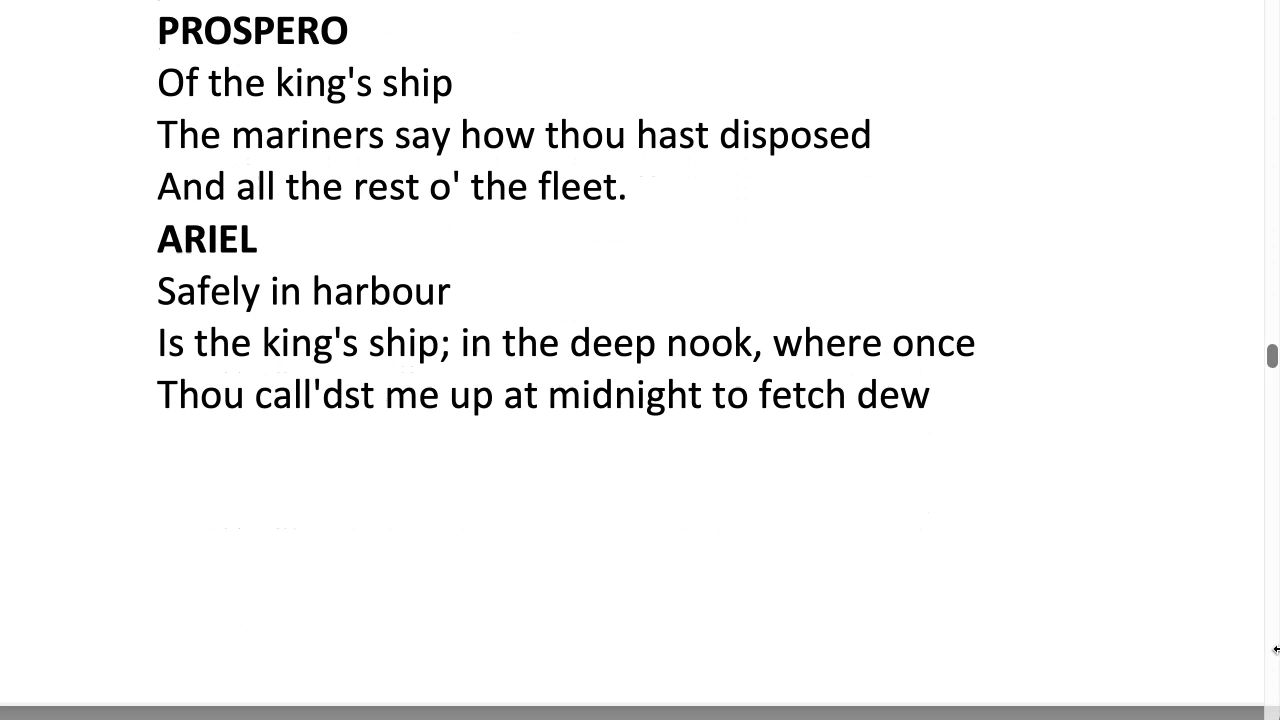 PROSPERO
Of the king's ship
The mariners say how thou hast disposed
And all the rest o' the fleet.
ARIEL
Safely in harbour
Is the king's ship; in the deep nook, where once
Thou call'dst me up at midnight to fetch dew